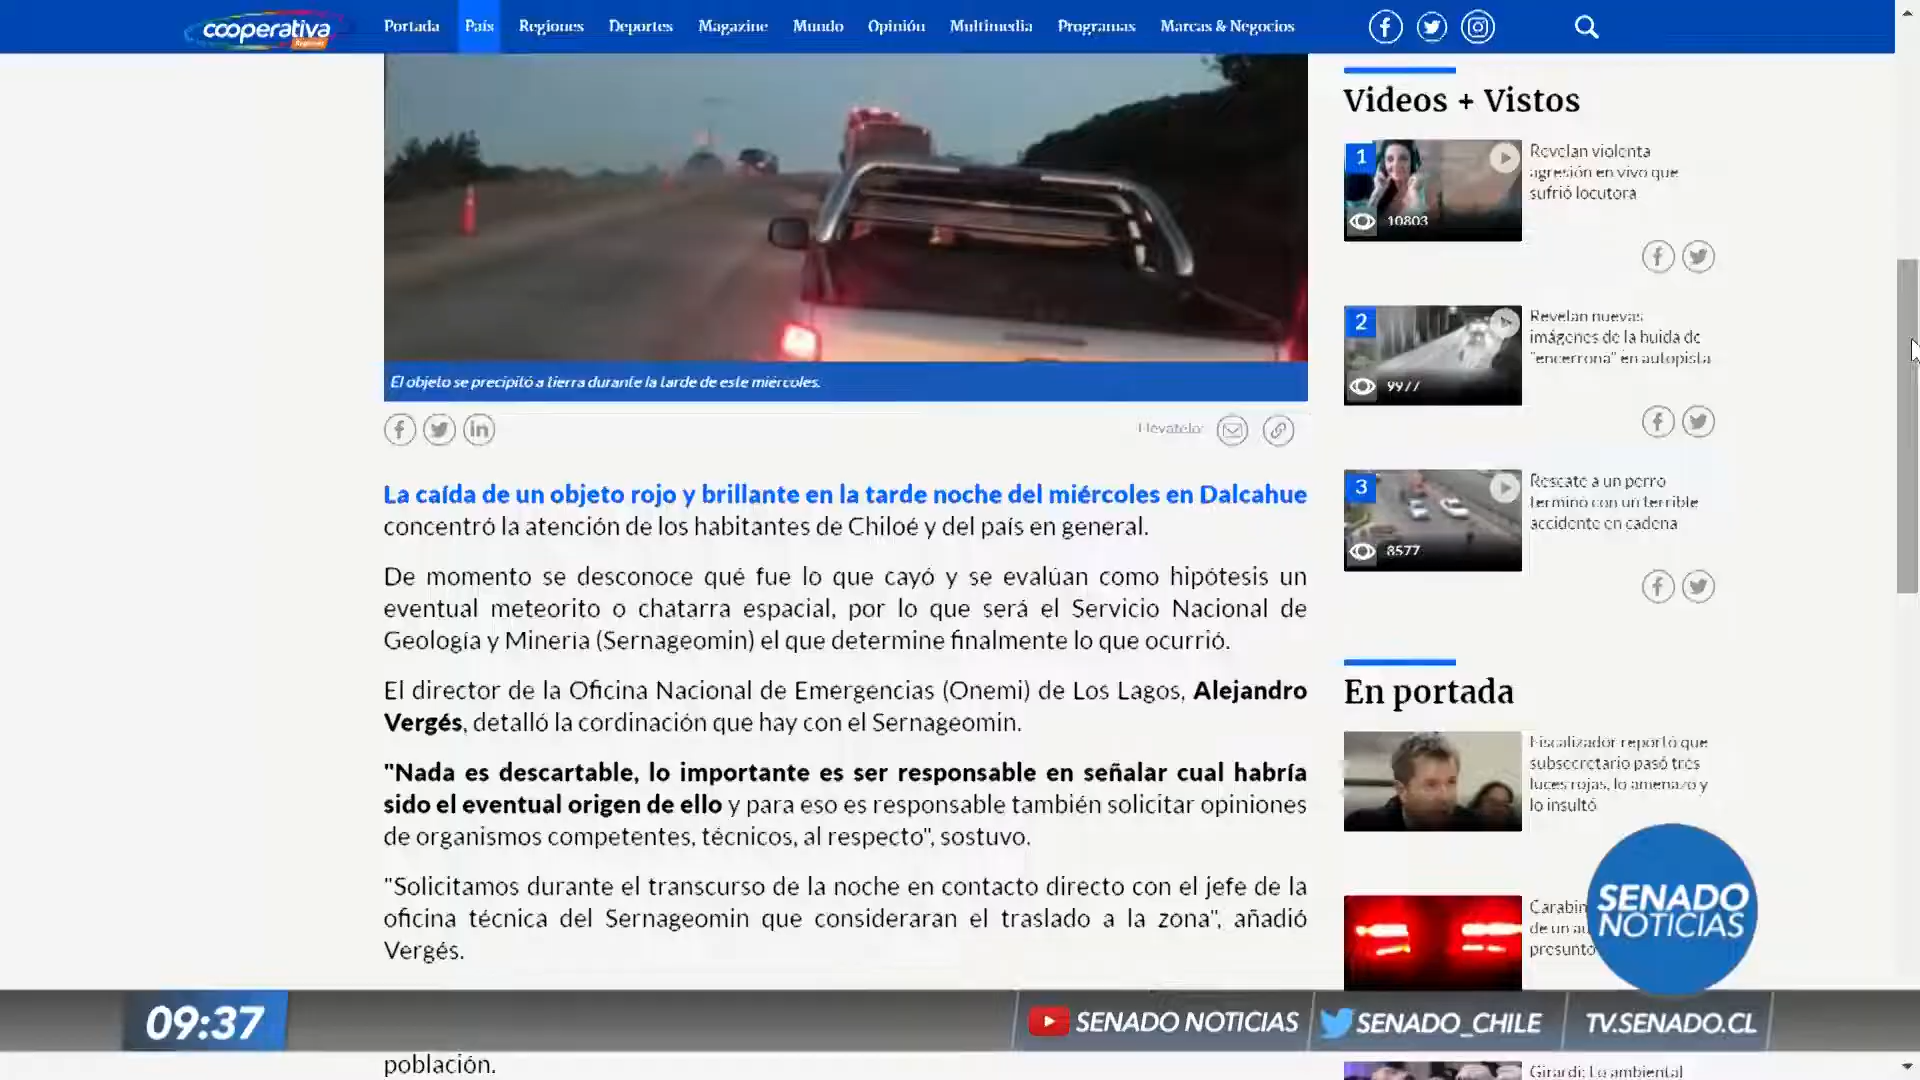 cooperativa
Regiones
Portada País Regiones Deportes Magazine Mundo Opinión Multimedia Programas Marcas & Negocios
El objeto se precipitó a tierra durante la tarde de este miércoles.
Llévatelo:
La caída de un objeto rojo y brillante en la tarde noche del miércoles en Dalcahue
concentró la atención de los habitantes de Chiloé y del país en general.
De momento se desconoce qué fue lo que cayó y se evalúan como hipótesis un
eventual meteorito o chatarra espacial, por lo que será el Servicio Nacional de
Geología y Minería (Sernageomin) el que determine finalmente lo que ocurrió.
El director de la Oficina Nacional de Emergencias (Onemi) de Los Lagos, Alejandro
Vergés, detalló la cordinación que hay con el Sernageomin.
"Nada es descartable, lo importante es ser responsable en señalar cual habría
sido el eventual origen de ello y para eso es responsable también solicitar opiniones
de organismos competentes, técnicos, al respecto", sostuvo.
"Solicitamos durante el transcurso de la noche en contacto directo con el jefe de la
oficina técnica del Sernageomin que consideraran el traslado a la zona", añadió
Vergés.
población.
Videos + Vistos
1
10803
Revelan violenta
agresión en vivo que
sufrió locutora
2
9977
Revelan nuevas
imágenes de la huida de
"encerrona" en autopista
3
8577
Rescate a un perro
terminó con un terrible
accidente en cadena
En portada
Fiscalizador reportó que
subsecretario pasó tres
luces rojas, lo amenazó y
lo insultó
Carabin
de un au
presunto
Girardi: Lo ambiental
SENADO
NOTICIAS
09:37
SENADO NOTICIAS
SENADO_CHILE
TV.SENADO.CL